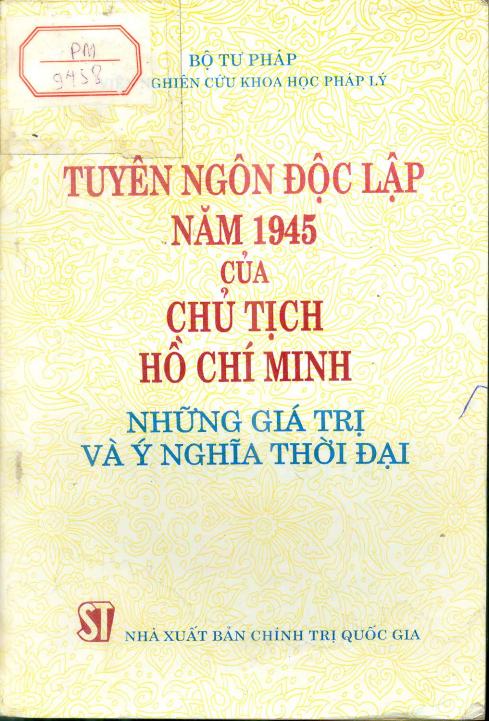 PM
9458
BỘ TƯ PHÁP
NGHIÊN CỨU KHOA HỌC PHÁP LÝ
TUYÊN NGÔN ĐỘC LẬP
NĂM 1945
CỦA
CHỦ TỊCH
HỒ CHÍ MINH
NHỮNG GIÁ TRỊ
VÀ Ý NGHĨA THỜI ĐẠI
ST
NHÀ XUẤT BẢN CHÍNH TRỊ QUỐC GIA